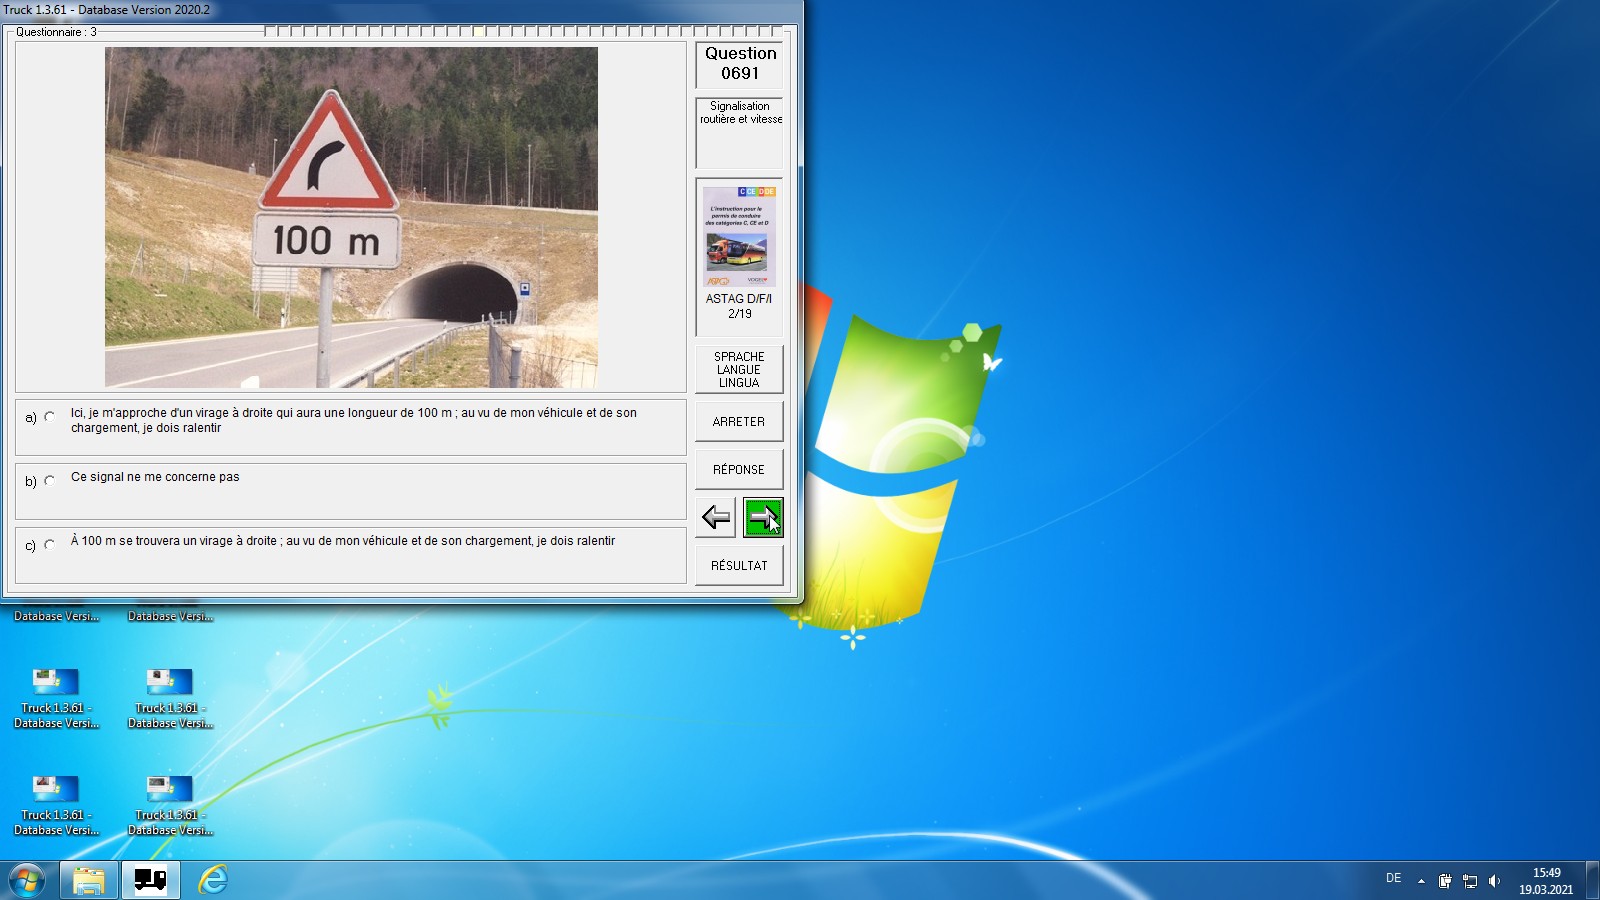 Truck 1.3.61 - Database Version 2020.2
Questionnaire : 3
100 m
Question
0691
Signalisation
routière et vitesse
C CE D DE
L'instruction pour le
permis de conduire
des catégories C, CE et D
ASTAG D/F/I
2/19
SPRACHE
LANGUE
LINGUA
ARRETER
RÉPONSE
RÉSULTAT
a) Ici, je m'approche d'un virage à droite qui aura une longueur de 100 m ; au vu de mon véhicule et de son
chargement, je dois ralentir
b) Ce signal ne me concerne pas
c) À 100 m se trouvera un virage à droite ; au vu de mon véhicule et de son chargement, je dois ralentir
Database Versi...
Database Versi...
Truck 1.3.61 -
Database Versi...
Truck 1.3.61 -
Database Versi...
Truck 1.3.61 -
Database Versi...
Truck 1.3.61 -
Database Versi...
DE
15:49
19.03.2021